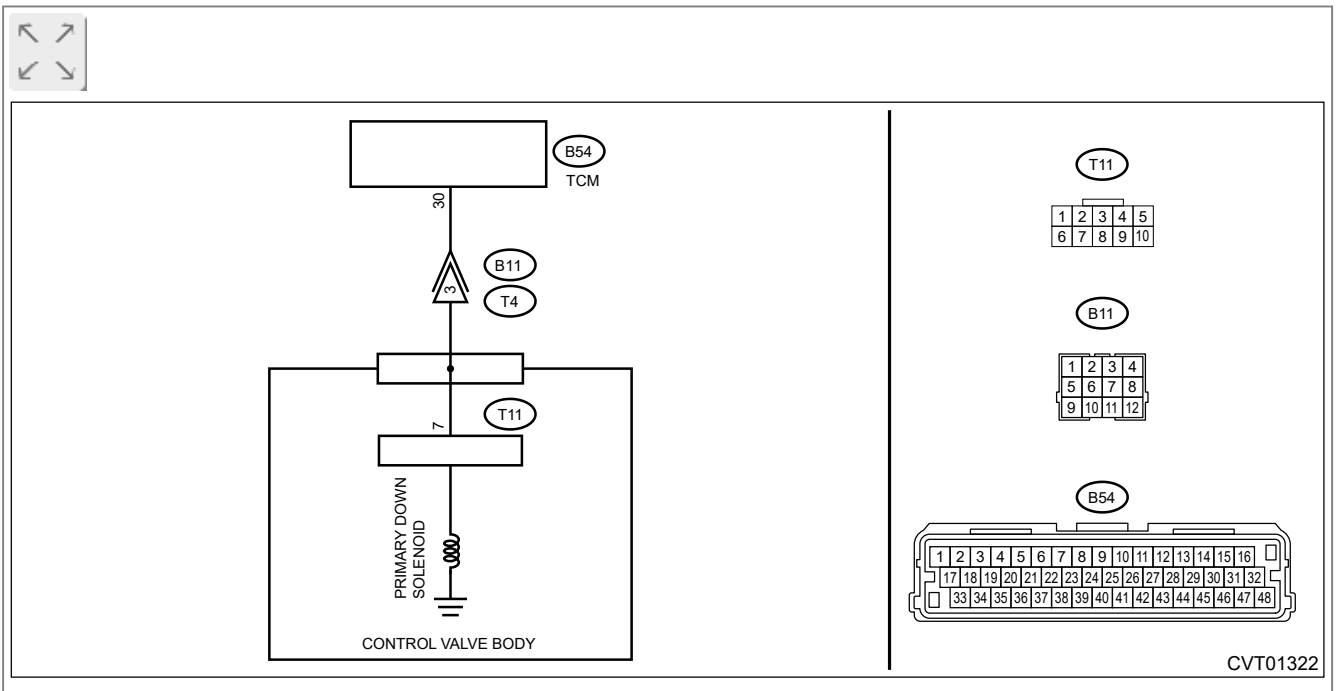 B54
TCM
30
B11
3
T4
T11
7
PRIMARY DOWN
SOLENOID
CONTROL VALVE BODY
T11
1 2 3 4 5
6 7 8 9 10
B11
1 2 3 4
5 6 7 8
9 10 11 12
B54
1 2 3 4 5 6 7 8 9 10 11 12 13 14 15 16
17 18 19 20 21 22 23 24 25 26 27 28 29 30 31 32
33 34 35 36 37 38 39 40 41 42 43 44 45 46 47 48
CVT01322